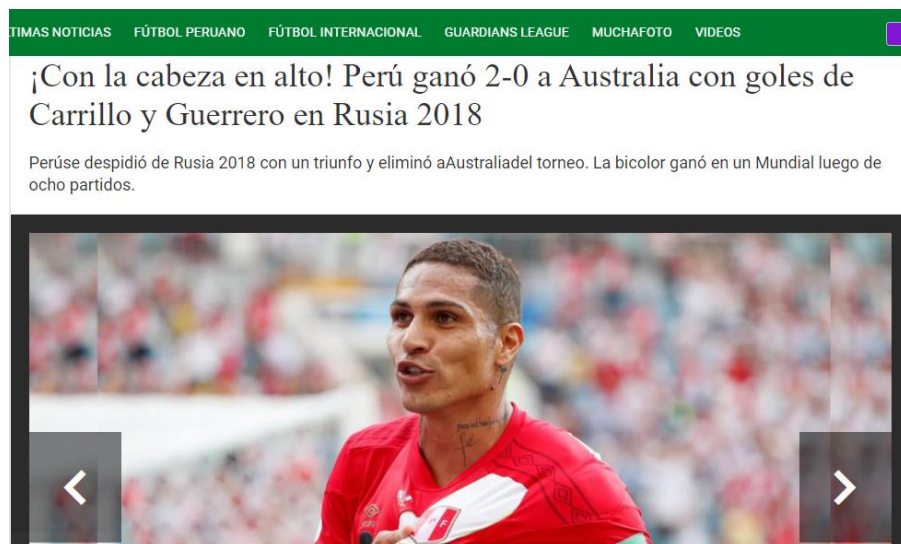 TIMAS NOTICIAS FÚTBOL PERUANO FÚTBOL INTERNACIONAL GUARDIANS LEAGUE MUCHAFOTO VIDEOS
¡Con la cabeza en alto! Perú ganó 2-0 a Australia con goles de
Carrillo y Guerrero en Rusia 2018
Perúse despidió de Rusia 2018 con un triunfo y eliminó aAustraliadel torneo. La bicolor ganó en un Mundial luego de
ocho partidos.
fé